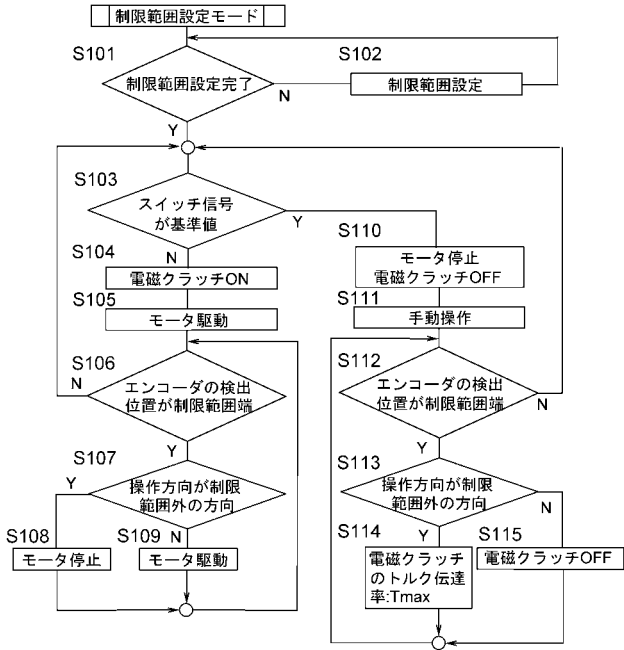 制限範囲設定モード
S101
制限範囲設定完了
N
Y
S102
制限範囲設定
S103
スイッチ信号
が基準値
Y
N
S104
電磁クラッチON
S105
モータ駆動
S106
エンコーダの検出
位置が制限範囲端
N
Y
S107
操作方向が制限
範囲外の方向
Y
N
S108
モータ停止
S109
モータ駆動
S110
モータ停止
電磁クラッチOFF
S111
手動操作
S112
エンコーダの検出
位置が制限範囲端
N
Y
S113
操作方向が制限
範囲外の方向
N
Y
S114
電磁クラッチ
のトルク伝達
率:Tmax
S115
電磁クラッチOFF